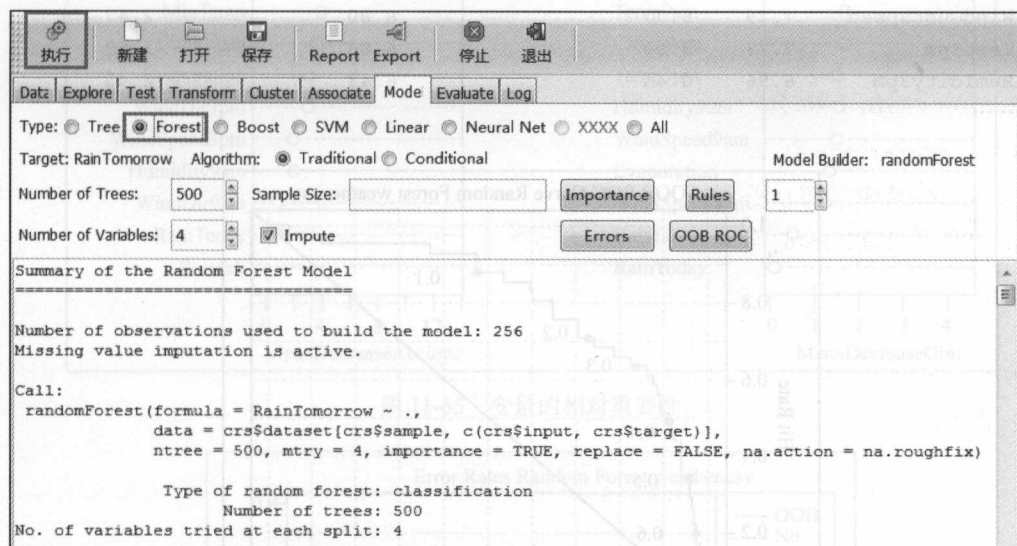 执行 新建 打开 保存 Report Export 停止 退出
Data Explore Test Transform Cluster Associate Model Evaluate Log
Type: Tree Forest Boost SVM Linear Neural Net XXXX All
Target: RainTomorrow Algorithm: Traditional Conditional Model Builder: randomForest
Number of Trees: 500 Sample Size: Importance Rules 1
Number of Variables: 4 Impute Errors OOB ROC
Summary of the Random Forest Model
==================================
Number of observations used to build the model: 256
Missing value imputation is active.
Call:
randomForest(formula = RainTomorrow ~ .,
data = crs$dataset[crs$sample, c(crs$input, crs$target)],
ntree = 500, mtry = 4, importance = TRUE, replace = FALSE, na.action = na.roughfix)
Type of random forest: classification
Number of trees: 500
No. of variables tried at each split: 4